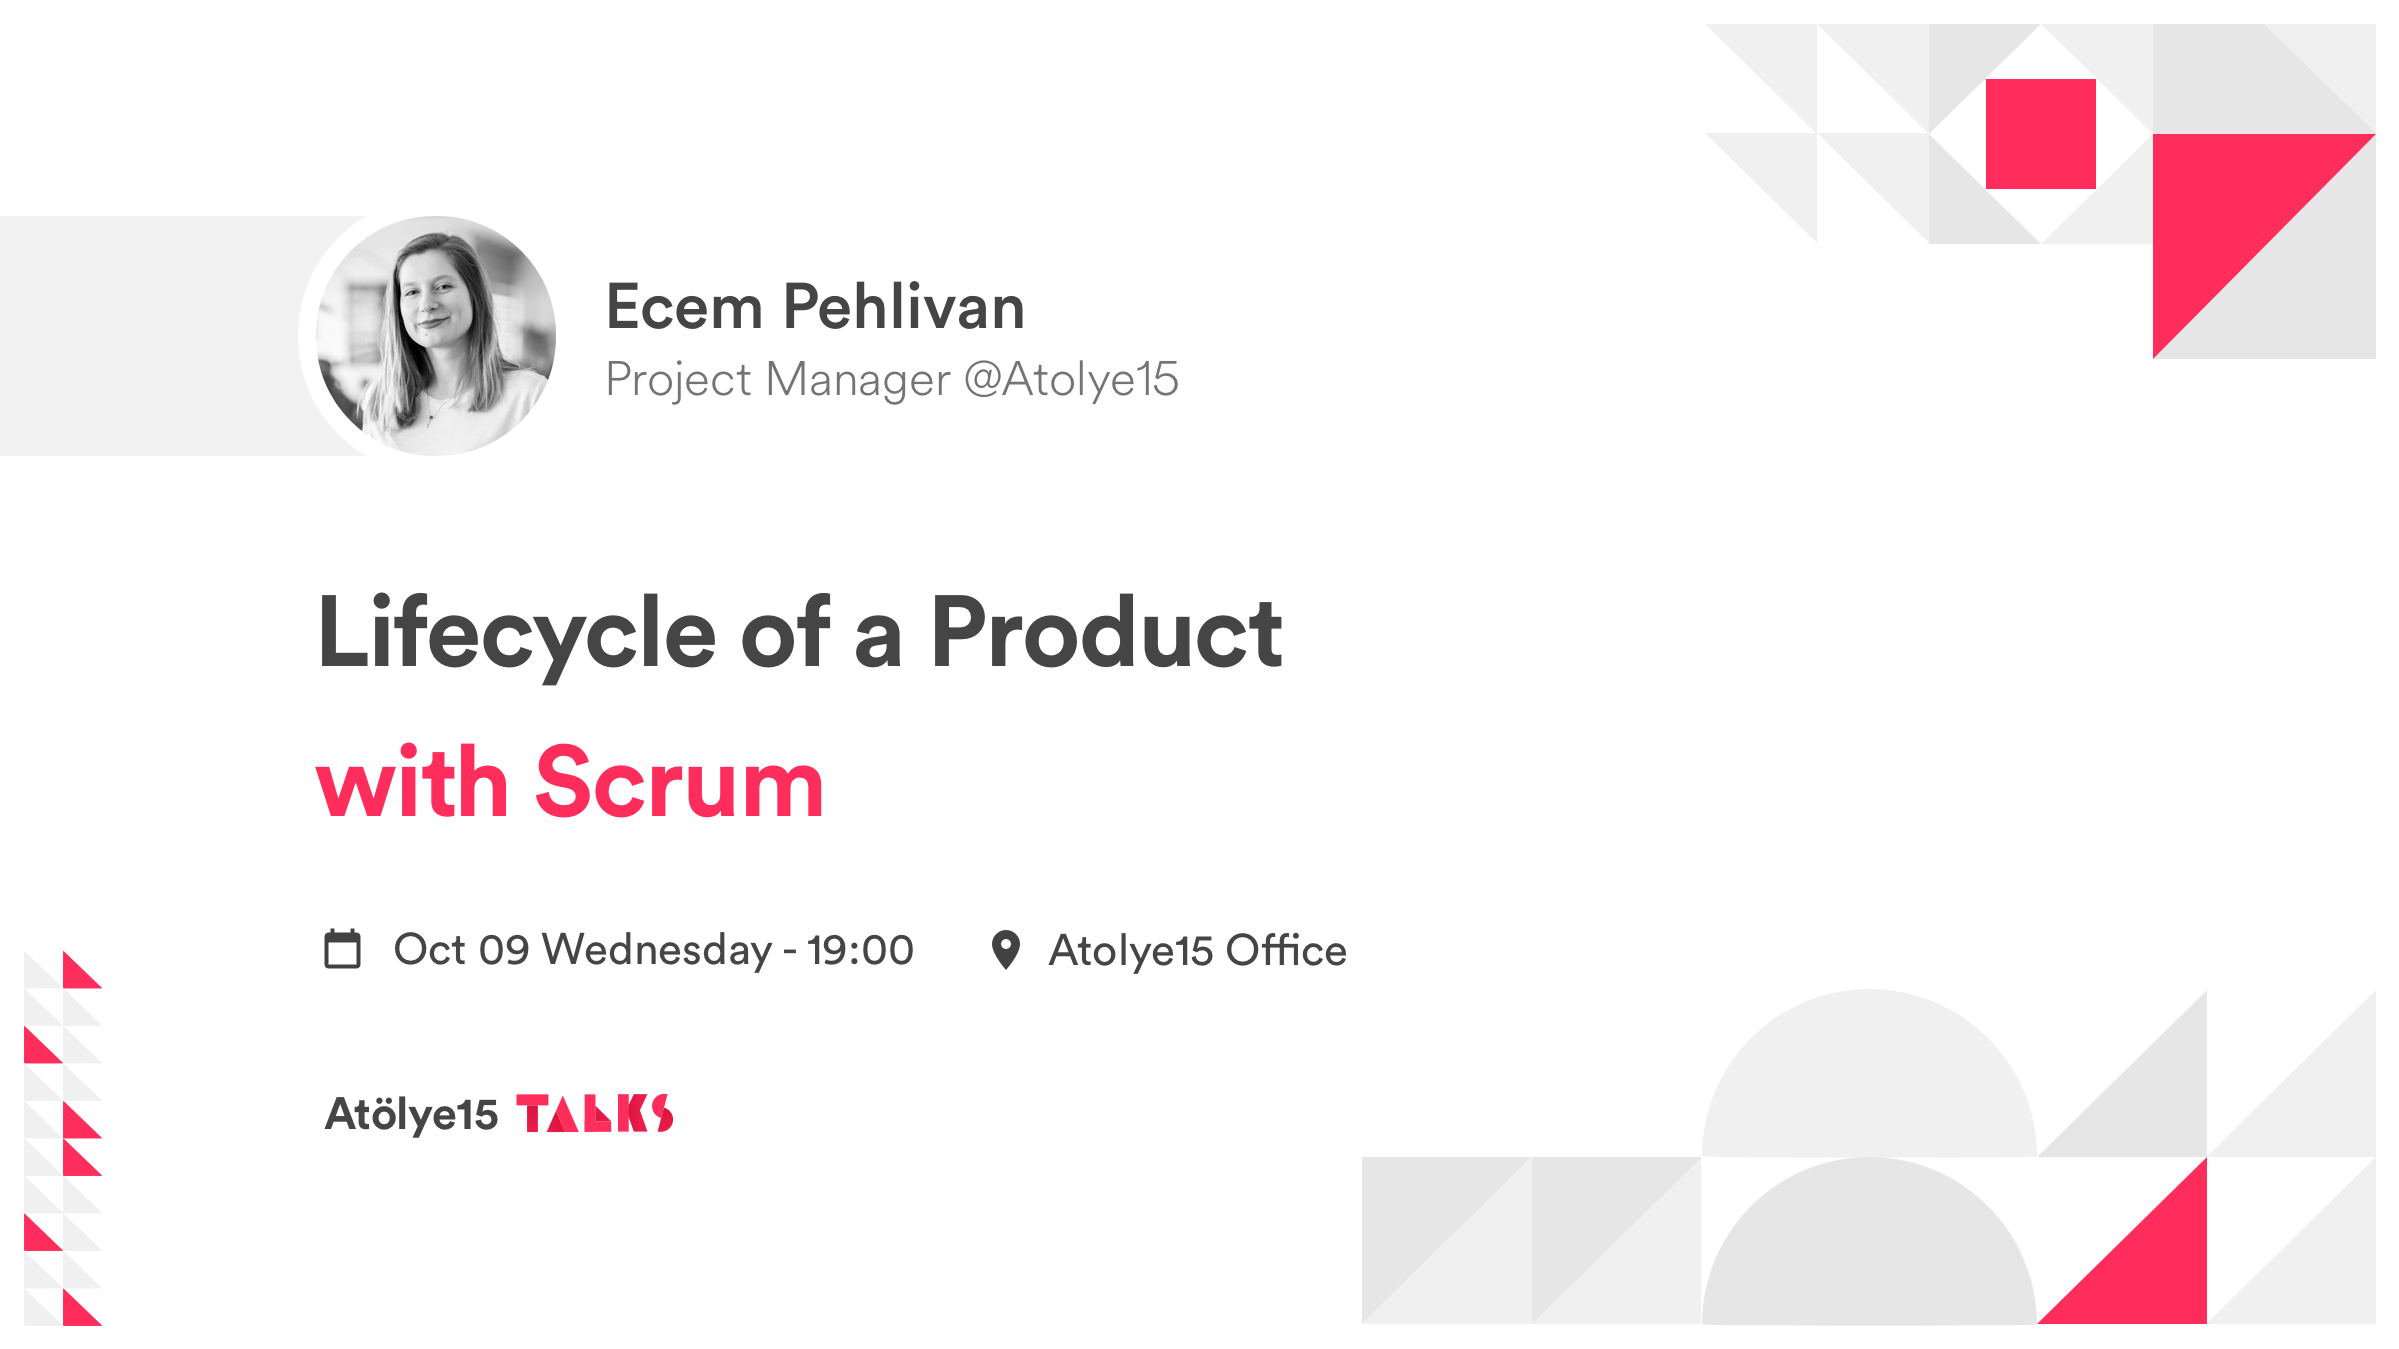 Ecem Pehlivan
Project Manager @Atolye15
Lifecycle of a Product
with Scrum
Oct 09 Wednesday - 19:00
Atolye15 Office
Atölye15 TALKS